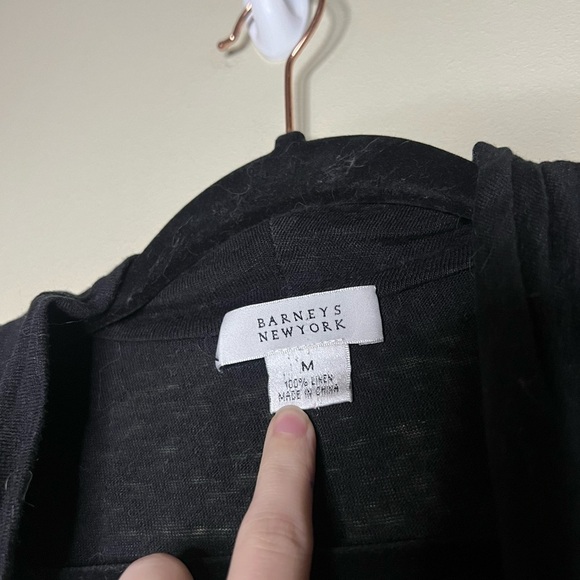 BARNEYS
NEWYORK
M
100% LINEN
MADE IN CHINA